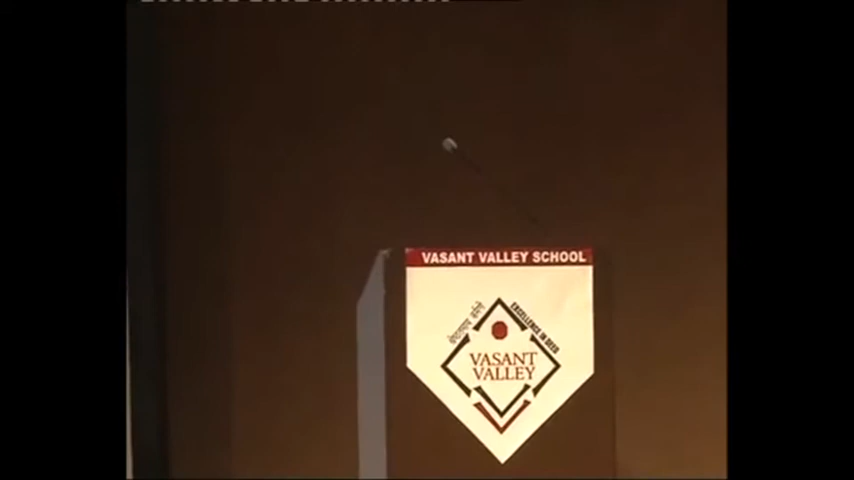 VASANT VALLEY SCHOOL
EXCELLENCE IN DEED
VASANT
VALLEY